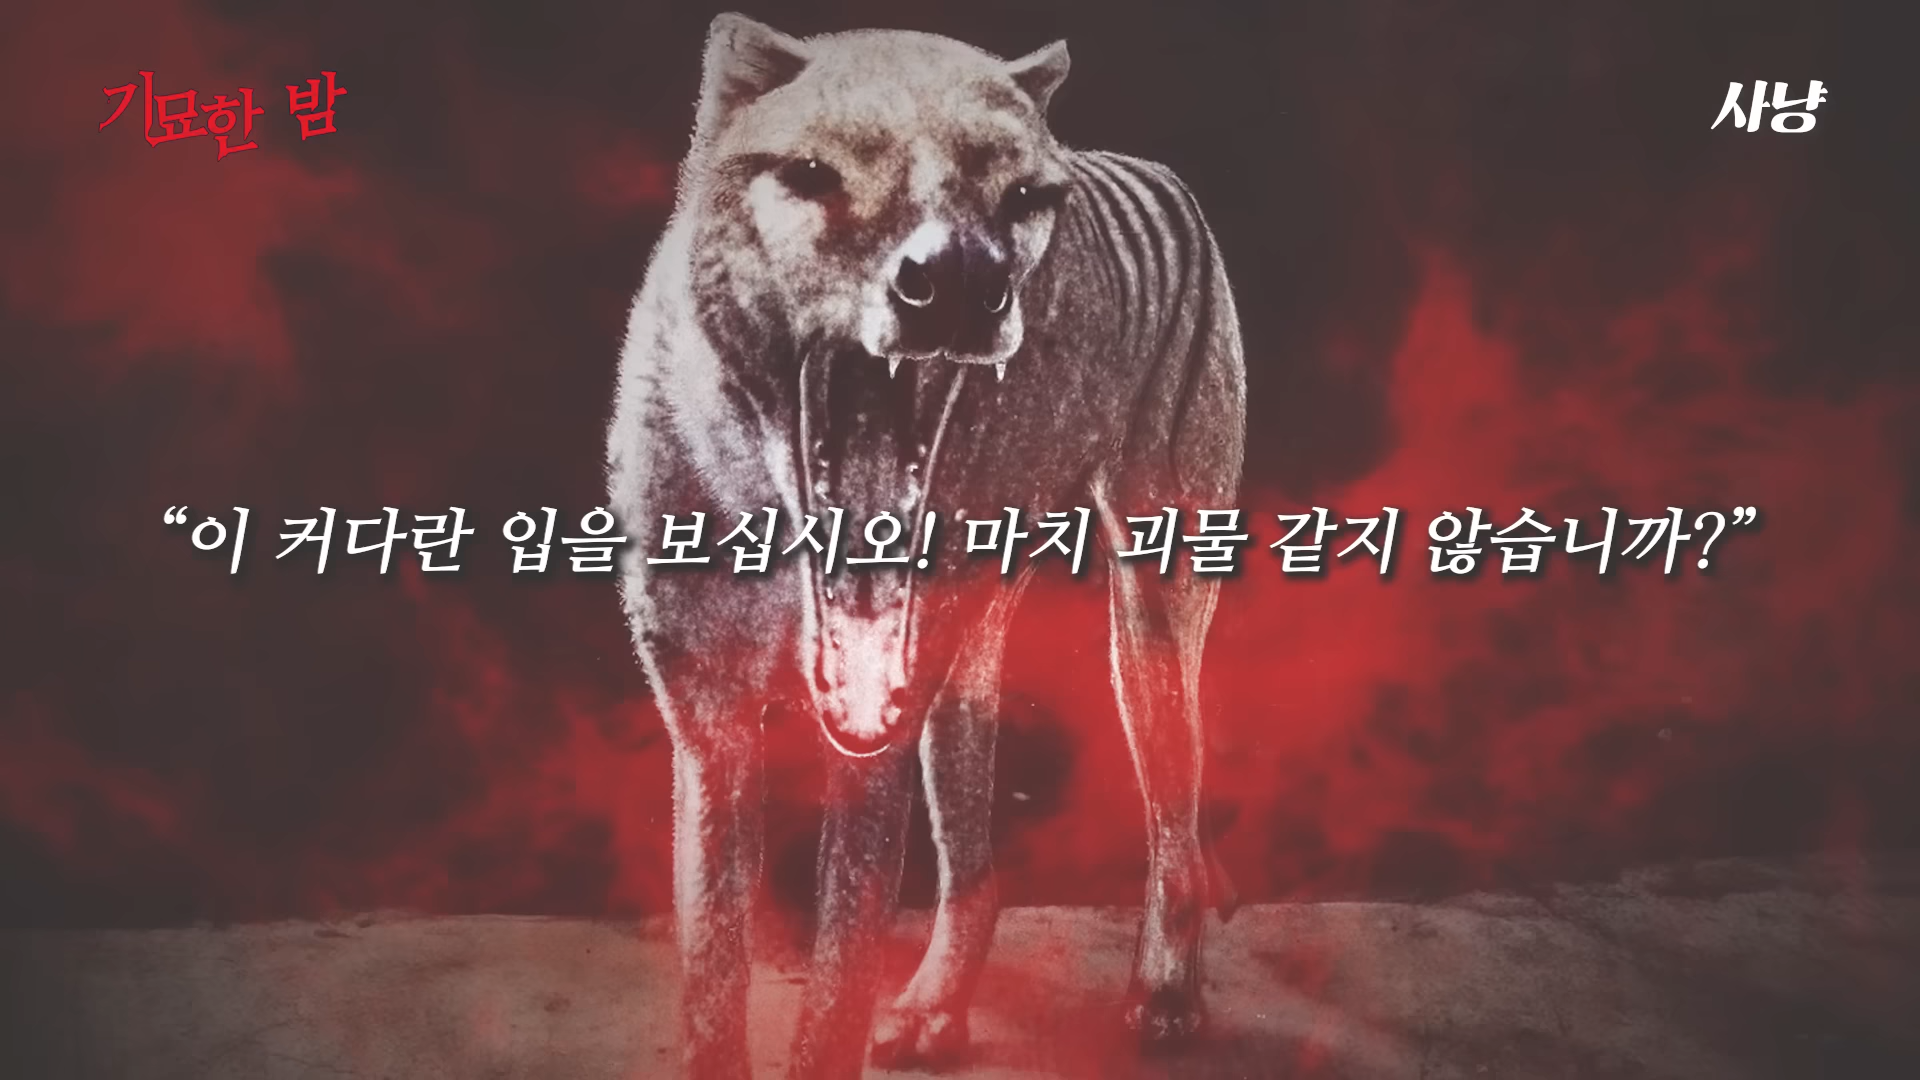 기묘한 밤
사냥
“이 커다란 입을 보십시오! 마치 괴물 같지 않습니까?”